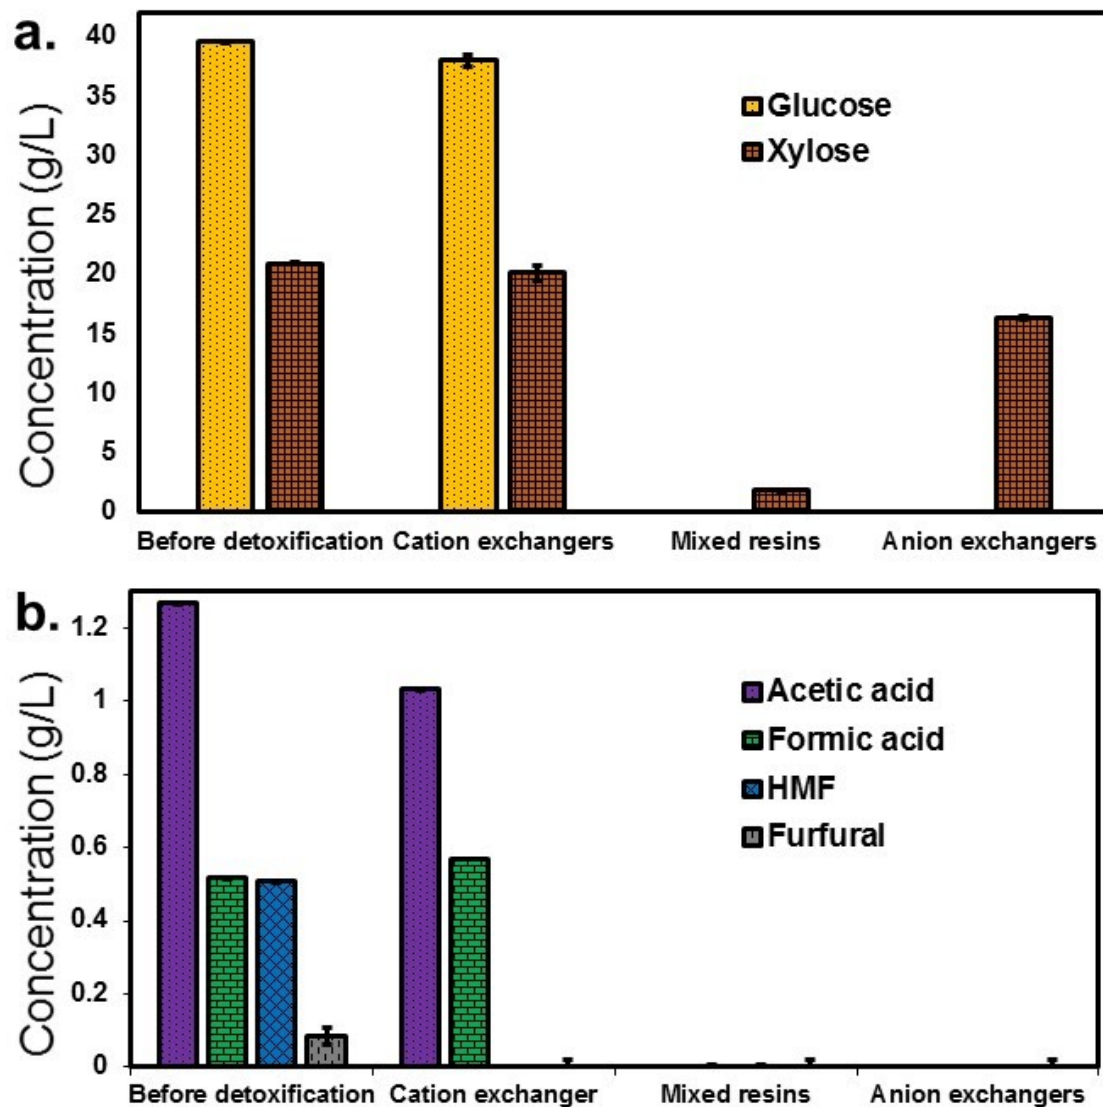 a.
Concentration (g/L)
40
35
30
25
20
15
10
5
0
Glucose
Xylose
Before detoxification Cation exchangers Mixed resins Anion exchangers
b.
Concentration (g/L)
1.2
1
0.8
0.6
0.4
0.2
0
Acetic acid
Formic acid
HMF
Furfural
Before detoxification Cation exchanger Mixed resins Anion exchangers